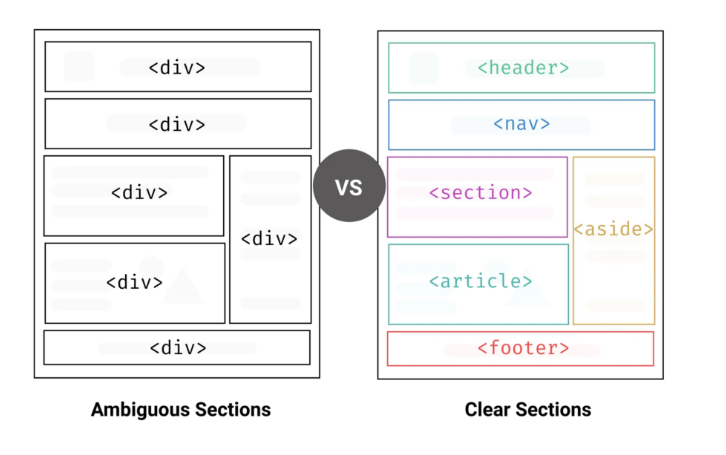 <div>
<div>
<div>
<div>
<div>
<div>
Ambiguous Sections
VS
<header>
<nav>
<section>
<aside>
<article>
<footer>
Clear Sections